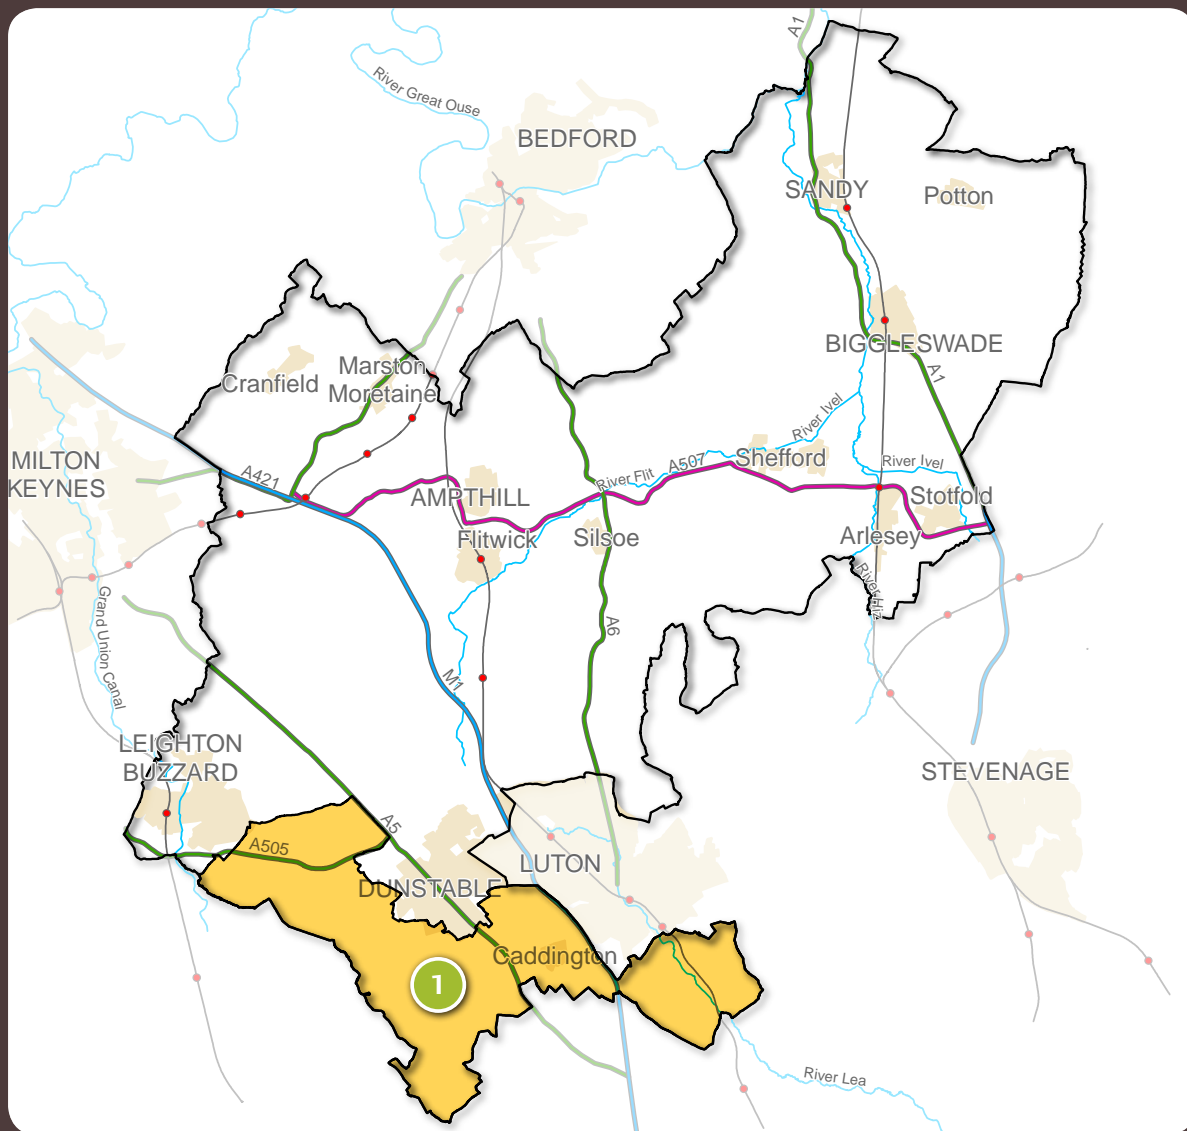 A1
River Great Ouse
BEDFORD
SANDY
Potton
BIGGLESWADE
A1
Marston
Moretaine
Cranfield
River Ivel
MILTON
KEYNES
A421
AMPTHILL
River Flit
A507
Shefford
River Ivel
Stotfold
Flitwick
Silsoe
Arlesey
River Hiz
Grand Union Canal
A6
M1
LEIGHTON
BUZZARD
STEVENAGE
A5
A505
LUTON
DUNSTABLE
Caddington
1
River Lea